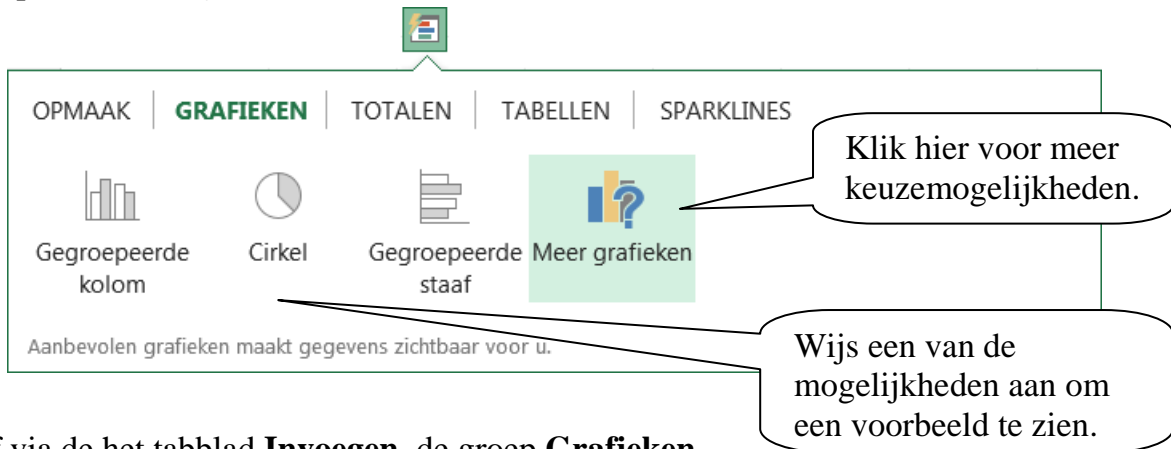 OPMAAK GRAFIEKEN TOTALEN TABELLEN SPARKLINES
Klik hier voor meer
keuzemogelijkheden.
Gegroepeerde
kolom
Cirkel
Gegroepeerde
staaf
Meer grafieken
Aanbevolen grafieken maakt gegevens zichtbaar voor u.
Wijs een van de
mogelijkheden aan om
een voorbeeld te zien.
via de het tabblad Invoegen, de groep Grafieken